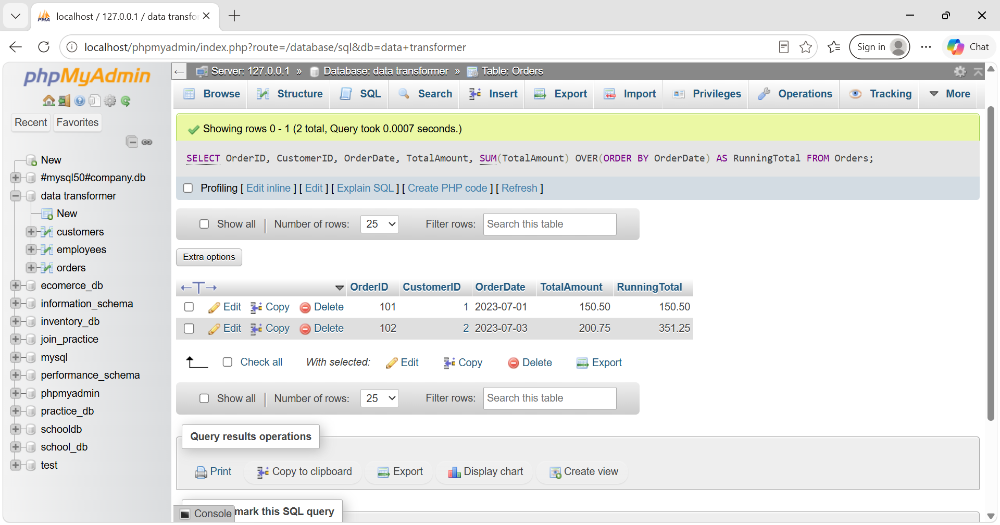 localhost / 127.0.0.1 / data transfo
localhost/phpmyadmin/index.php?route=/database/sql&db=data+transformer
Sign in
Chat
phpMyAdmin
Recent
Favorites
New
#mysql50#company.db
data transformer
New
customers
employees
orders
ecomerce_db
information_schema
inventory_db
join_practice
mysql
performance_schema
phpmyadmin
practice_db
schooldb
school_db
test
Server: 127.0.0.1 » Database: data transformer » Table: Orders
Browse Structure SQL Search Insert Export Import Privileges Operations Tracking More
Showing rows 0 - 1 (2 total, Query took 0.0007 seconds.)
SELECT OrderID, CustomerID, OrderDate, TotalAmount, SUM(TotalAmount) OVER(ORDER BY OrderDate) AS RunningTotal FROM Orders;
Profiling [ Edit inline ] [ Edit ] [ Explain SQL ] [ Create PHP code ] [ Refresh ]
Show all Number of rows: 25 Filter rows: Search this table
Extra options
OrderID CustomerID OrderDate TotalAmount RunningTotal
Edit Copy Delete 101 1 2023-07-01 150.50 150.50
Edit Copy Delete 102 2 2023-07-03 200.75 351.25
Check all With selected: Edit Copy Delete Export
Show all Number of rows: 25 Filter rows: Search this table
Query results operations
Print Copy to clipboard Export Display chart Create view
Console mark this SQL query